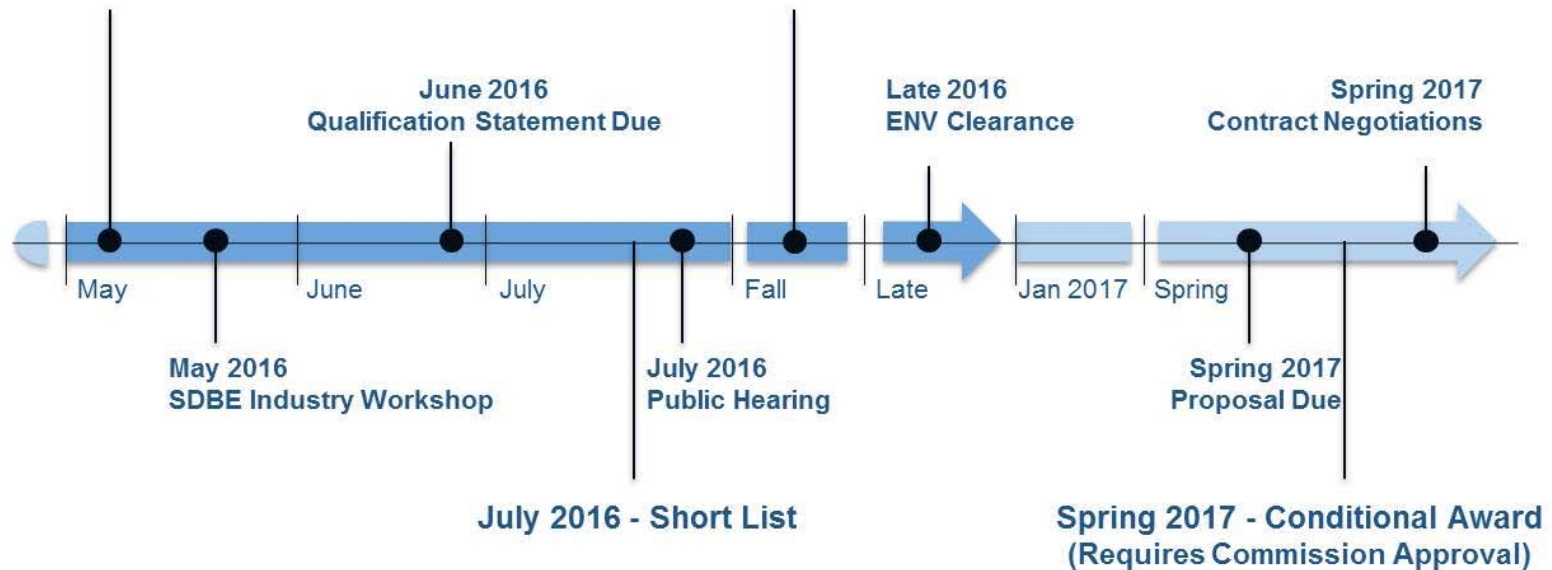 June 2016
Qualification Statement Due
Late 2016
ENV Clearance
Spring 2017
Contract Negotiations
May
June
July
Fall
Late
Jan 2017
Spring
May 2016
SDBE Industry Workshop
July 2016
Public Hearing
Spring 2017
Proposal Due
July 2016 - Short List
Spring 2017 - Conditional Award
(Requires Commission Approval)